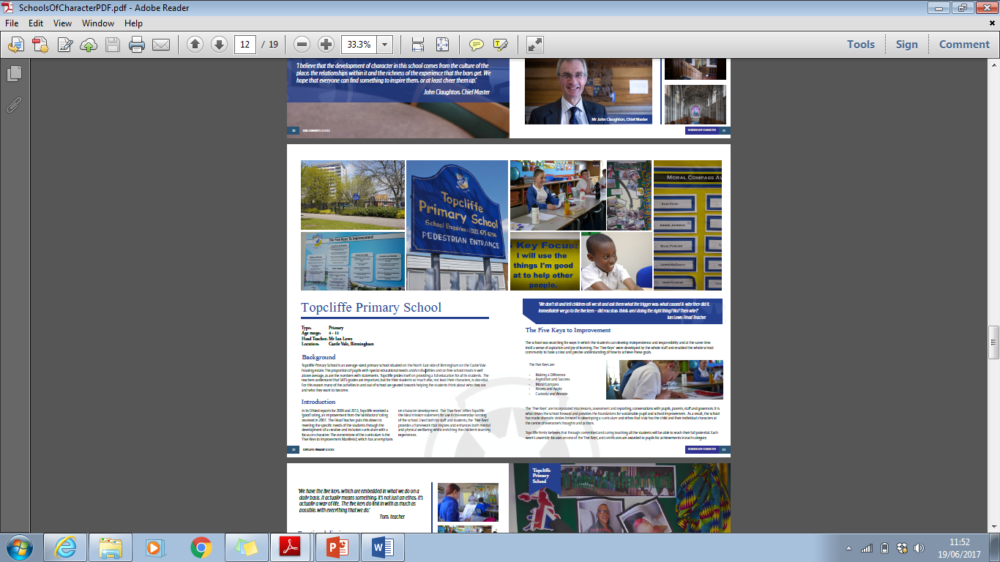 SchoolsOfCharacterPDF.pdf - Adobe Reader
File Edit View Window Help
12 / 19
33.3%
Tools Sign Comment
'I believe that the development of character in this school comes from the culture of
the place, the relationships within it and the richness of the experience that the boys get. We
hope that everyone can find something to inspire them, or at least cheer them up.'
John Claughton, Chief Master
Mr John Claughton, Chief Master
30
SCHOOLS OF CHARACTER 31
Topcliffe
Primary School
School Enquiries: (0121) 675 6296
PEDESTRIAN ENTRANCE
The Five Keys To Improvement
Key Focus:
I will use the
things I'm good
at to help other
people.
MORAL COMPASS
Topcliffe Primary School
Type: Primary
Age range: 4 - 11
Head Teacher: Mr Ian Lowe
Location: Castle Vale, Birmingham
Background
Topcliffe Primary School is an average-sized primary school situated on the North East side of Birmingham on the Castle Vale
housing estate. The proportion of pupils with special educational needs and/or disabilities and on free school meals is well
above average, as are the numbers with statements. Topcliffe prides itself on providing a full education for all its students. The
teachers understand that SATS grades are important, but for their students so much else, not least their characters, is also vital.
For this reason many of the activities in and out of school are geared towards helping the students think about who they are
and who they want to become.
Introduction
In its Ofsted reports for 2009 and 2013, Topcliffe received a
'good' rating, an improvement from the 'satisfactory' rating
received in 2007. The Head Teacher puts this down to
meeting the specific needs of the students through the
development of a creative and inclusive curriculum with a
focus on character. The cornerstone of the curriculum is the
'Five Keys to Improvement Manifesto', which has an emphasis
on character development. The 'Five Keys' offers Topcliffe
the ideal mission statement for use in the everyday running
of the school. Used both by staff and students, the 'Five Keys'
provides a framework that inspires and enhances both mental
and physical wellbeing whilst enriching the children's learning
experiences.
TOPCLIFFE PRIMARY SCHOOL
'We don't sit and tell children off, we sit and ask them what the trigger was, what caused it, why they did it.
Immediately we go to the five keys – did you stop, think, am I doing the right thing? No? Then why?'
Ian Lowe, Head Teacher
The Five Keys to Improvement
The school was searching for ways in which the students can develop independence and responsibility and at the same time
instil a sense of aspiration and joy of learning. The 'Five Keys' were developed by the whole staff and enabled the whole school
community to have a clear and precise understanding of how to achieve these goals.
The Five Keys are:
• Making a Difference
• Aspiration and Success
• Moral Compass
• Access and Apply
• Curiosity and Wonder
The 'Five Keys' are incorporated into lessons, assessment and reporting, conversations with pupils, parents, staff and governors. It is
what drives the school forward and provides the foundations for sustainable pupil and school improvement. As a result, the school
has made dramatic strides forward in developing a curriculum and ethos that truly has the child and their individual characters at
the centre of everyone's thoughts and actions.
Topcliffe firmly believes that through committed and caring teaching all the students will be able to reach their full potential. Each
week's assembly focuses on one of the 'Five Keys', and certificates are awarded to pupils for achievements in each category.
SCHOOLS OF CHARACTER
'We have the five keys, which are embedded in what we do on a
daily basis. It actually means something, it's not just an ethos, it's
actually a way of life. The five keys do link in with as much as
possible, with everything that we do.'
Tom, teacher
Topcliffe
Primary
School
11:52
19/06/2017